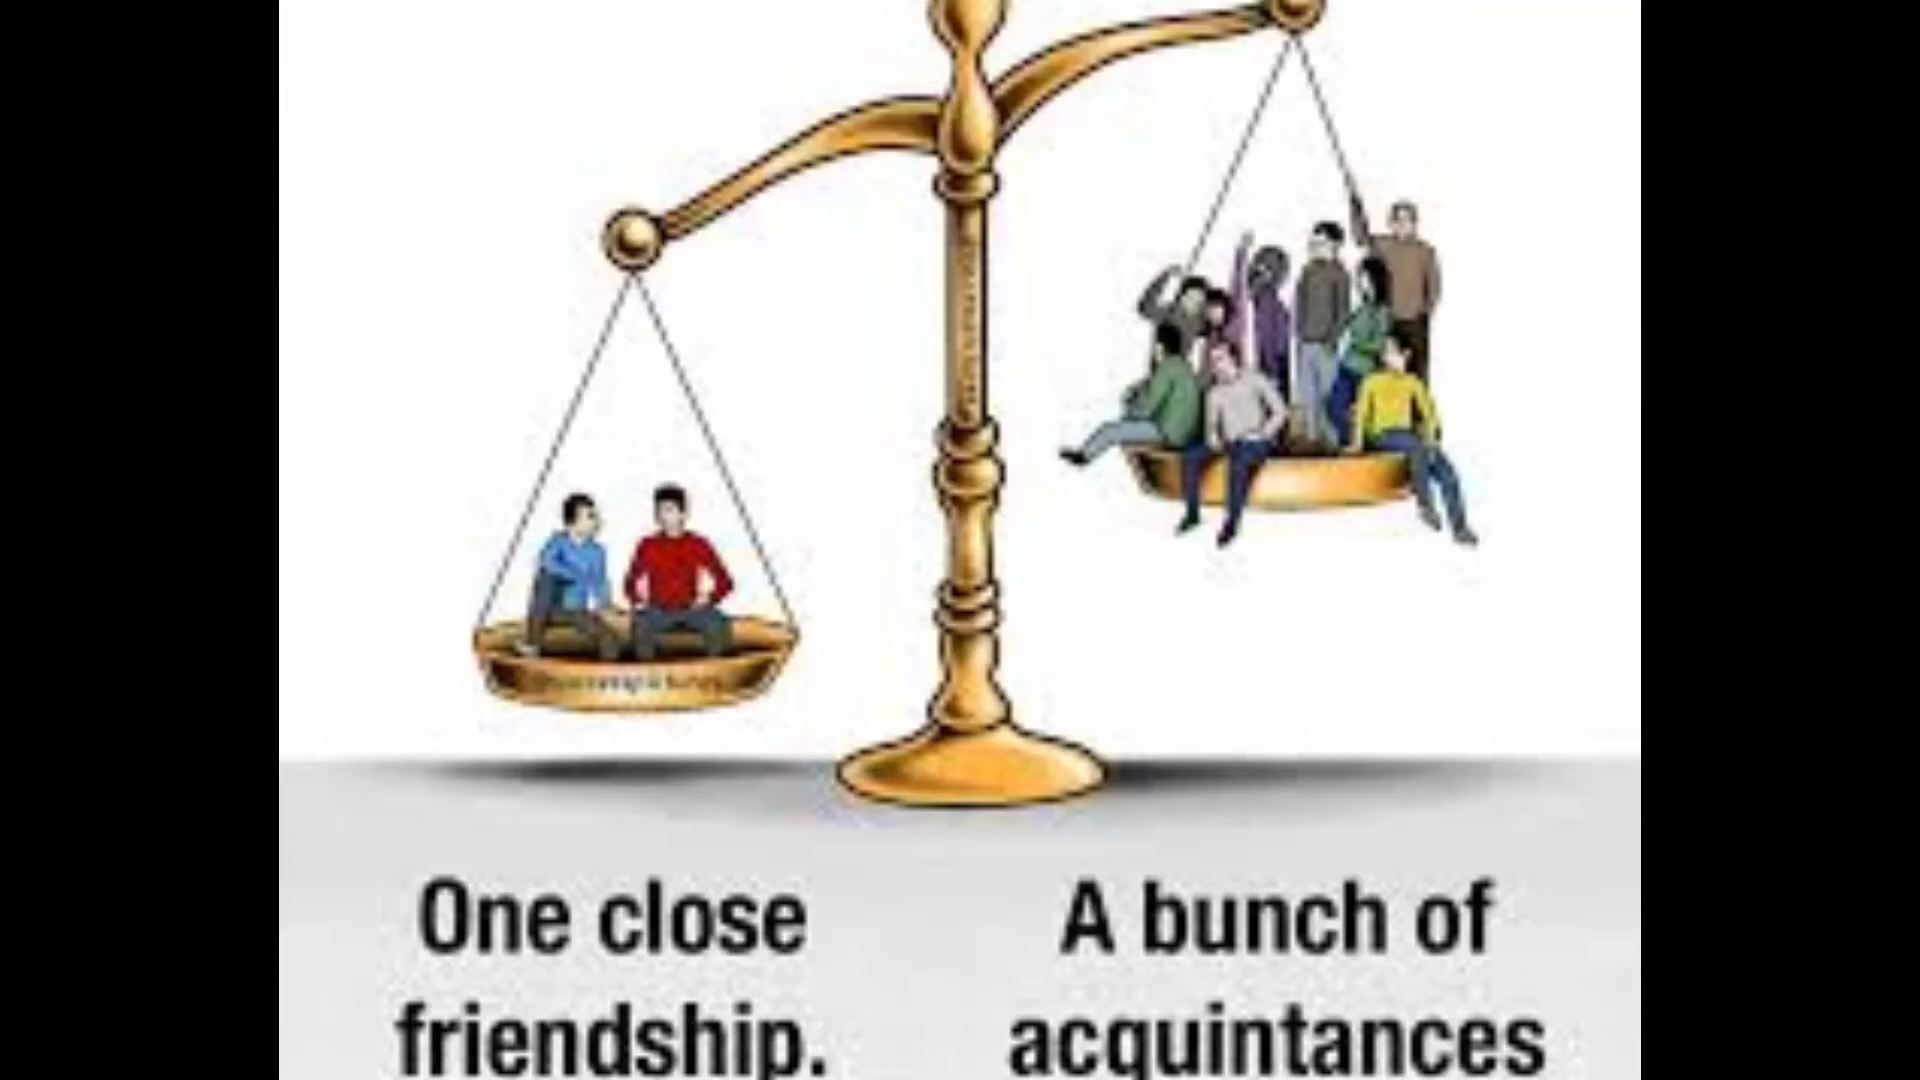 One close
friendship.
A bunch of
acquintances